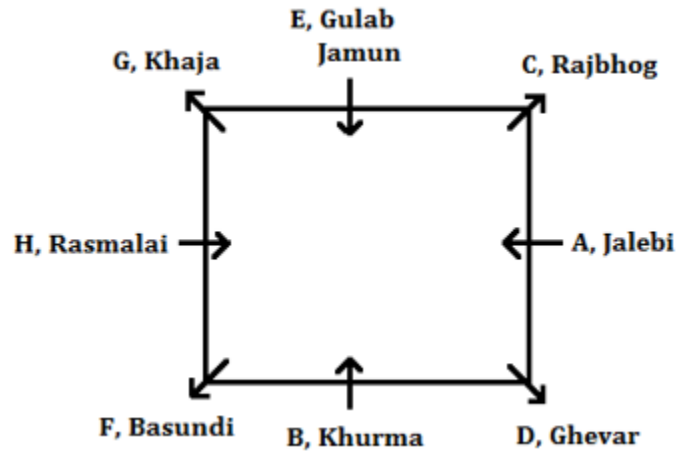 E, Gulab
Jamun
G, Khaja
C, Rajbhog
H, Rasmalai
A, Jalebi
F, Basundi
B, Khurma
D, Ghevar